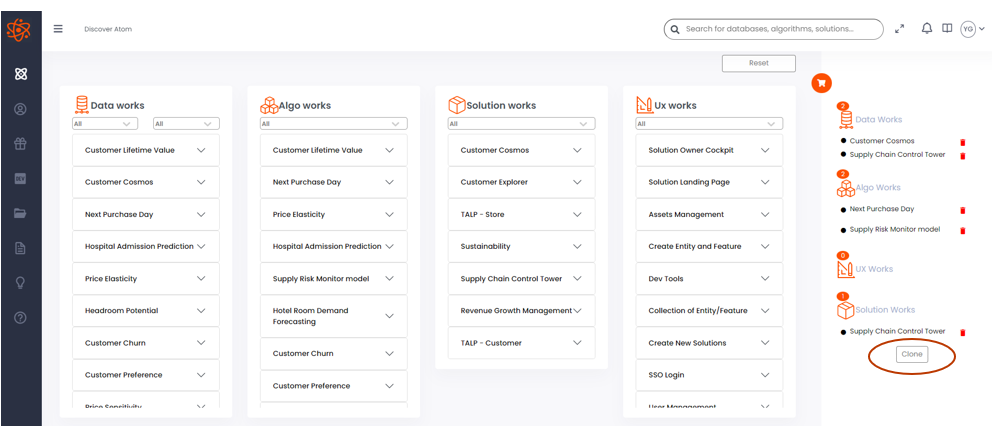 Discover Atom
Search for databases, algorithms, solutions...
YG
Reset
Data works
All
All
Customer Lifetime Value
Customer Cosmos
Next Purchase Day
Hospital Admission Prediction
Price Elasticity
Headroom Potential
Customer Churn
Customer Preference
Price Sensitivity
Algo works
All
Customer Lifetime Value
Next Purchase Day
Price Elasticity
Hospital Admission Prediction
Supply Risk Monitor model
Hotel Room Demand
Forecasting
Customer Churn
Customer Preference
Solution works
All
Customer Cosmos
Customer Explorer
TALP - Store
Sustainability
Supply Chain Control Tower
Revenue Growth Management
TALP - Customer
Ux works
All
Solution Owner Cockpit
Solution Landing Page
Assets Management
Create Entity and Feature
Dev Tools
Collection of Entity/Feature
Create New Solutions
SSO Login
User Management
2
Data Works
Customer Cosmos
Supply Chain Control Tower
2
Algo Works
Next Purchase Day
Supply Risk Monitor model
0
UX Works
1
Solution Works
Supply Chain Control Tower
Clone
DEV